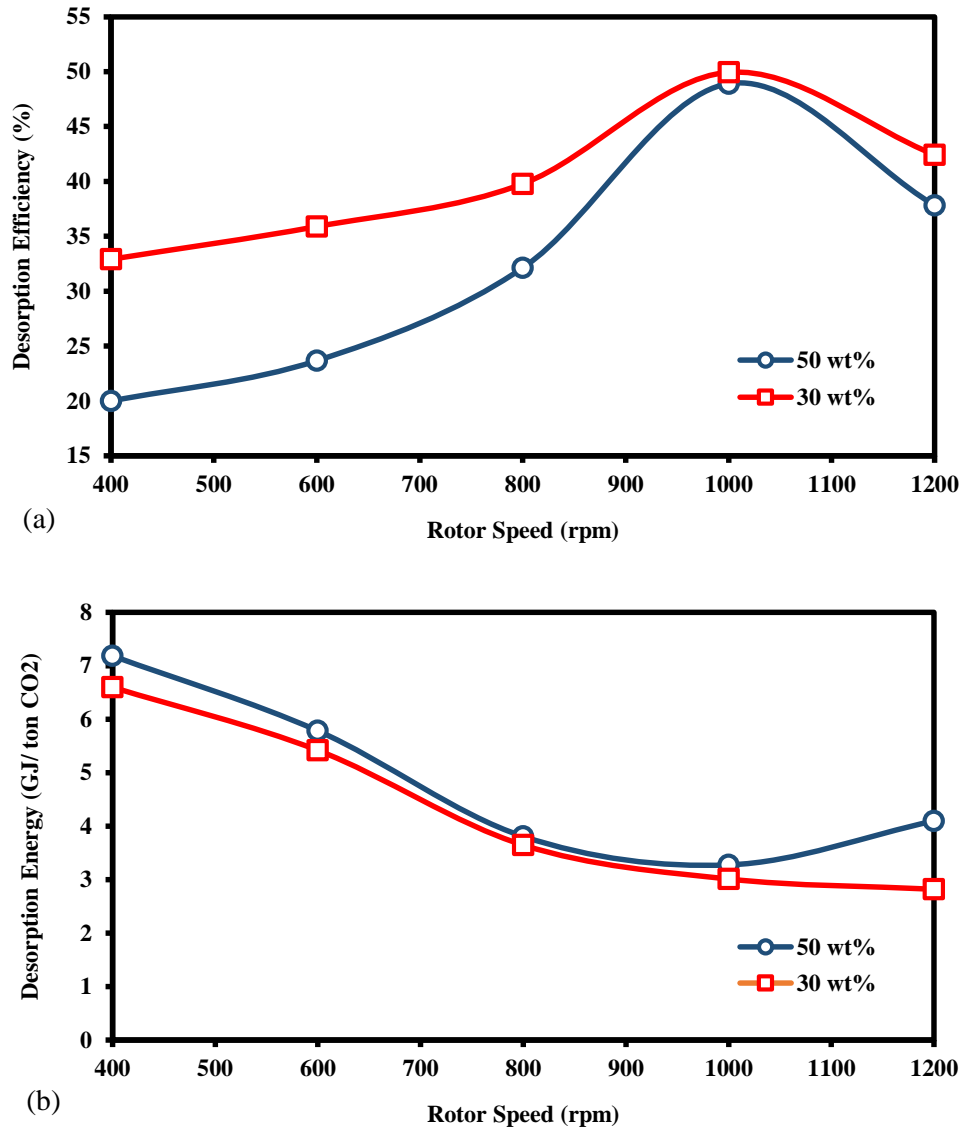 55
50
45
40
35
30
25
20
15
Desorption Efficiency (%)
50 wt%
30 wt%
400 500 600 700 800 900 1000 1100 1200
Rotor Speed (rpm)
(a)
8
7
6
5
4
3
2
1
0
Desorption Energy (GJ/ ton CO2)
50 wt%
30 wt%
400 500 600 700 800 900 1000 1100 1200
Rotor Speed (rpm)
(b)